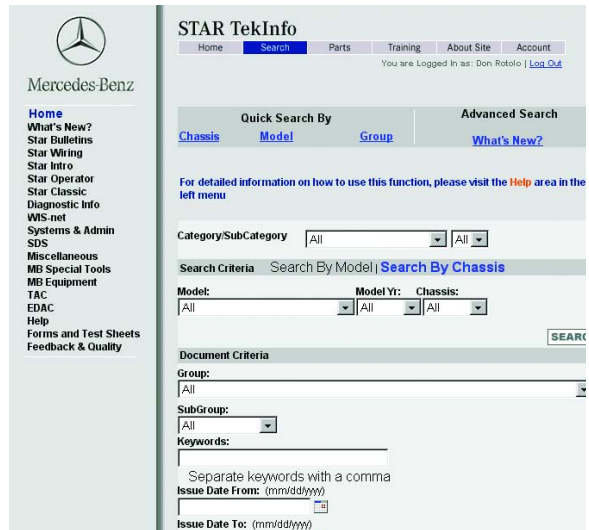 Mercedes-Benz
Home
What's New?
Star Bulletins
Star Wiring
Star Intro
Star Operator
Star Classic
Diagnostic Info
WIS-net
Systems & Admin
SDS
Miscellaneous
MB Special Tools
MB Equipment
TAC
EDAC
Help
Forms and Test Sheets
Feedback & Quality
STAR TekInfo
Home Search Parts Training About Site Account
You are Logged In as: Don Rotolo | Log Out
Quick Search By Advanced Search
Chassis Model Group What's New?
For detailed information on how to use this function, please visit the Help area in the
left menu
Category/SubCategory All All
Search Criteria Search By Model | Search By Chassis
Model: Model Yr: Chassis:
All All All
SEARC
Document Criteria
Group:
All
SubGroup:
All
Keywords:
Separate keywords with a comma
Issue Date From: (mm/dd/yyyy)
Issue Date To: (mm/dd/yyyy)